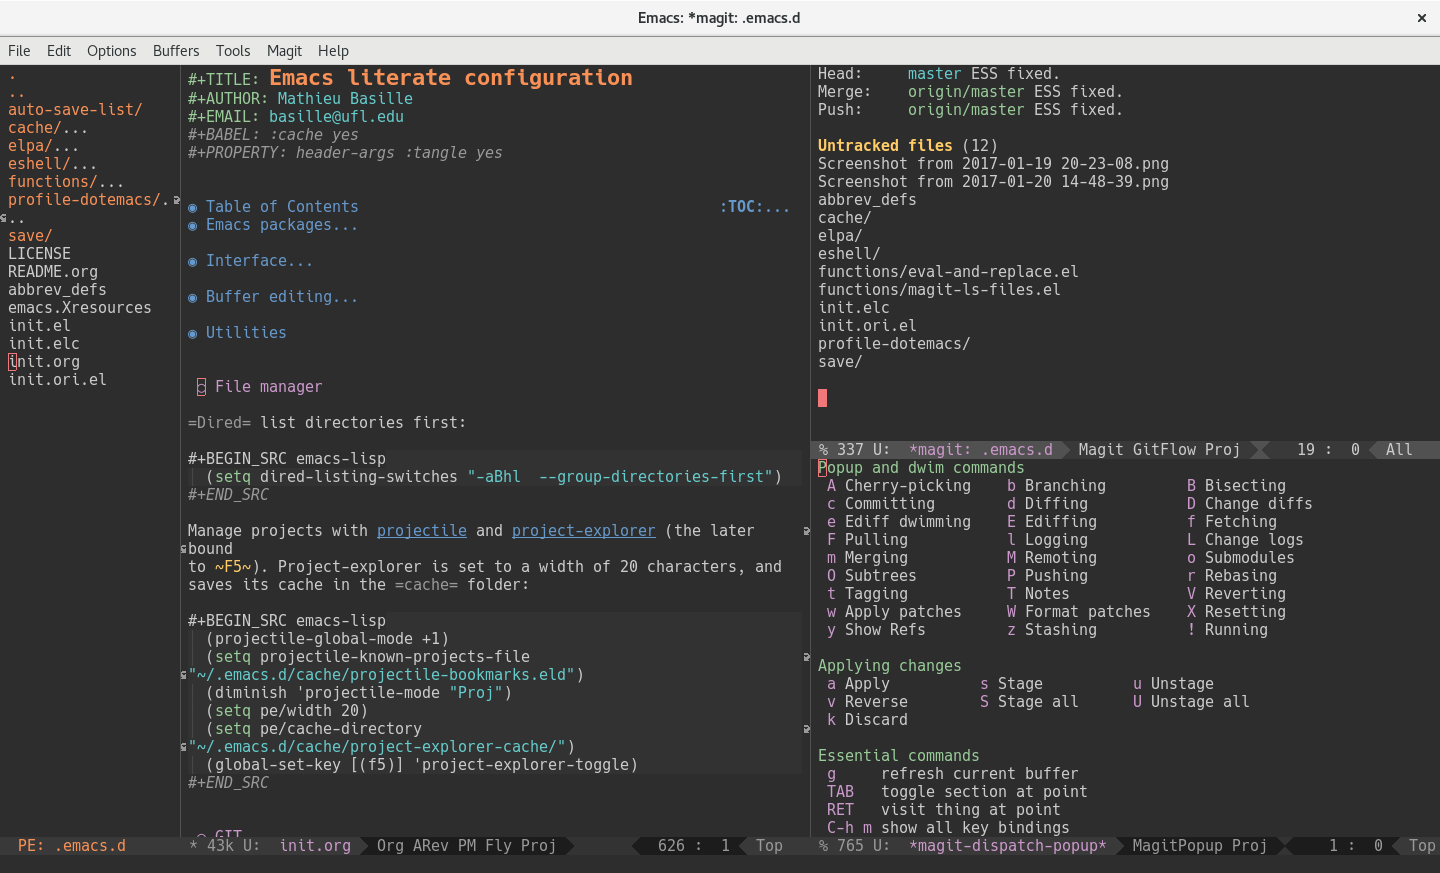 Emacs: *magit: .emacs.d
File Edit Options Buffers Tools Magit Help
.
..
auto-save-list/
cache/...
elpa/...
eshell/...
functions/...
profile-dotemacs/.
..
save/
LICENSE
README.org
abbrev_defs
emacs.Xresources
init.el
init.elc
init.org
init.ori.el
PE: .emacs.d
#+TITLE: Emacs literate configuration
#+AUTHOR: Mathieu Basille
#+EMAIL: basille@ufl.edu
#+BABEL: :cache yes
#+PROPERTY: header-args :tangle yes
◉ Table of Contents :TOC:...
◉ Emacs packages...
◉ Interface...
◉ Buffer editing...
◉ Utilities
○ File manager
=Dired= list directories first:
#+BEGIN_SRC emacs-lisp
(setq dired-listing-switches "-aBhl  --group-directories-first")
#+END_SRC
Manage projects with projectile and project-explorer (the later
bound
to ~F5~). Project-explorer is set to a width of 20 characters, and
saves its cache in the =cache= folder:
#+BEGIN_SRC emacs-lisp
(projectile-global-mode +1)
(setq projectile-known-projects-file
"~/.emacs.d/cache/projectile-bookmarks.eld")
(diminish 'projectile-mode "Proj")
(setq pe/width 20)
(setq pe/cache-directory
"~/.emacs.d/cache/project-explorer-cache/")
(global-set-key [(f5)] 'project-explorer-toggle)
#+END_SRC
○ GIT
* 43k U: init.org Org ARev PM Fly Proj 626 : 1 Top
Head: master ESS fixed.
Merge: origin/master ESS fixed.
Push: origin/master ESS fixed.
Untracked files (12)
Screenshot from 2017-01-19 20-23-08.png
Screenshot from 2017-01-20 14-48-39.png
abbrev_defs
cache/
elpa/
eshell/
functions/eval-and-replace.el
functions/magit-ls-files.el
init.elc
init.ori.el
profile-dotemacs/
save/
% 337 U: *magit: .emacs.d Magit GitFlow Proj 19 : 0 All
Popup and dwim commands
A Cherry-picking b Branching B Bisecting
c Committing d Diffing D Change diffs
e Ediff dwimming E Ediffing f Fetching
F Pulling l Logging L Change logs
m Merging M Remoting o Submodules
O Subtrees P Pushing r Rebasing
t Tagging T Notes V Reverting
w Apply patches W Format patches X Resetting
y Show Refs z Stashing ! Running
Applying changes
a Apply s Stage u Unstage
v Reverse S Stage all U Unstage all
k Discard
Essential commands
g refresh current buffer
TAB toggle section at point
RET visit thing at point
C-h m show all key bindings
% 765 U: *magit-dispatch-popup* MagitPopup Proj 1 : 0 Top